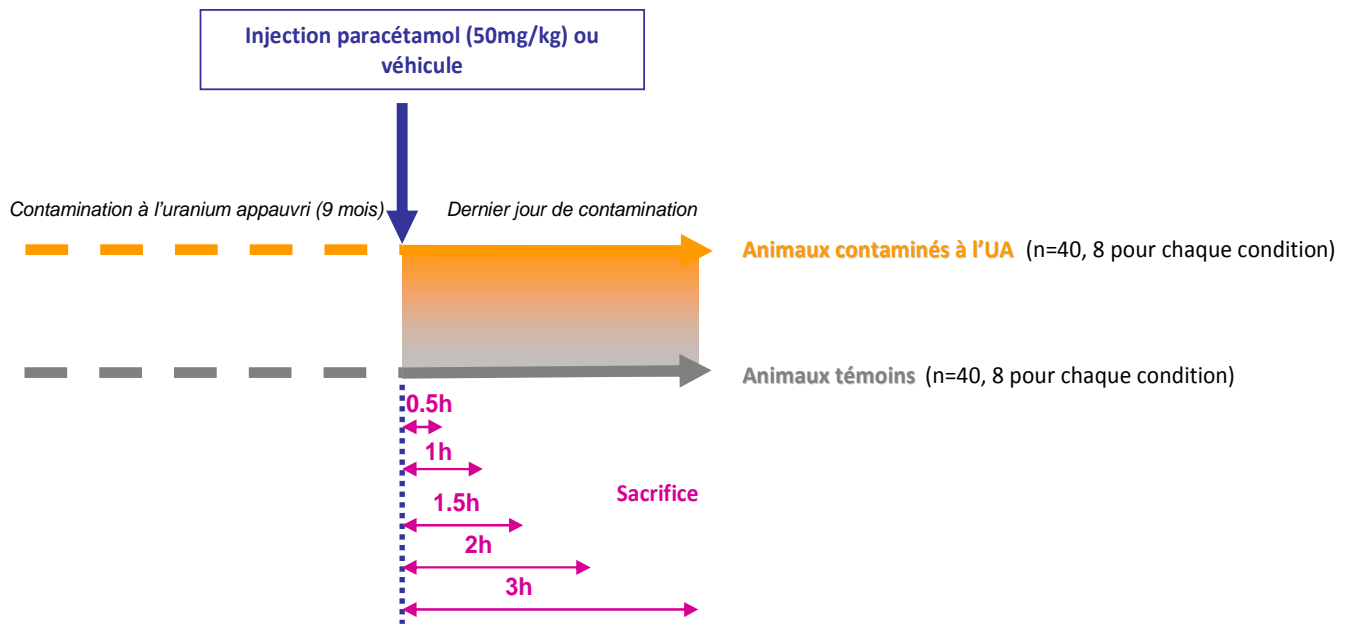 Injection paracétamol (50mg/kg) ou
véhicule
Contamination à l'uranium appauvri (9 mois)
Dernier jour de contamination
Animaux contaminés à l'UA (n=40, 8 pour chaque condition)
Animaux témoins (n=40, 8 pour chaque condition)
0.5h
1h
Sacrifice
1.5h
2h
3h